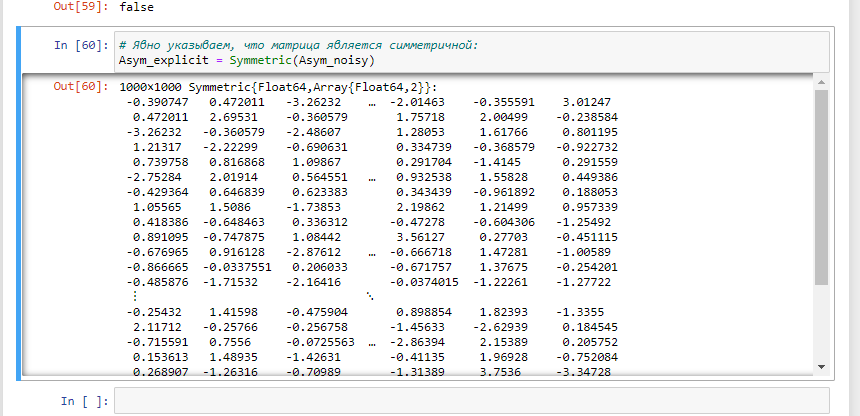 Out[59]: false
In [60]: # Явно указываем, что матрица является симметричной:
Asym_explicit = Symmetric(Asym_noisy)
Out[60]: 1000×1000 Symmetric{Float64,Array{Float64,2}}:
-0.390747 0.472011 -3.26232 … -2.01463 -0.355591 3.01247
0.472011 2.69531 -0.360579 1.75718 2.00499 -0.238584
-3.26232 -0.360579 -2.48607 1.28053 1.61766 0.801195
1.21317 -2.22299 -0.690631 0.334739 -0.368579 -0.922732
0.739758 0.816868 1.09867 0.291704 -1.4145 0.291559
-2.75284 2.01914 0.564551 … 0.932538 1.55828 0.449386
-0.429364 0.646839 0.623383 0.343439 -0.961892 0.188053
1.05565 1.5086 -1.73853 2.19862 1.21499 0.957339
0.418386 -0.648463 0.336312 -0.47278 -0.604306 -1.25492
0.891095 -0.747875 1.08442 3.56127 0.27703 -0.451115
-0.676965 0.916128 -2.87612 … -0.666718 1.47281 -1.00589
-0.866665 -0.0337551 0.206033 -0.671757 1.37675 -0.254201
-0.485876 -1.71532 -2.16416 -0.0374015 -1.22261 -1.27722
⋮ ⋱
-0.25432 1.41598 -0.475904 0.898854 1.82393 -1.3355
2.11712 -0.25766 -0.256758 -1.45633 -2.62939 0.184545
-0.715591 0.7556 -0.0725563 … -2.86394 2.15389 0.205752
0.153613 1.48935 -1.42631 -0.41135 1.96928 -0.752084
0.268907 -1.26316 -0.70989 -1.31389 3.7536 -3.34728
In [ ]: